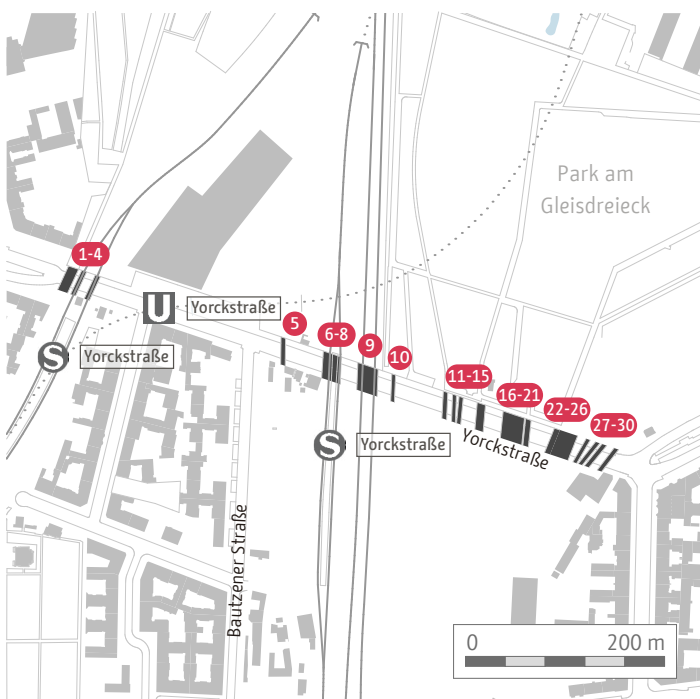 Park am
Gleisdreieck
1-4
U
Yorckstraße
5
6-8
9
10
S
Yorckstraße
11-15
16-21
22-26
27-30
S
Yorckstraße
Yorckstraße
Bautzener Straße
0
200 m